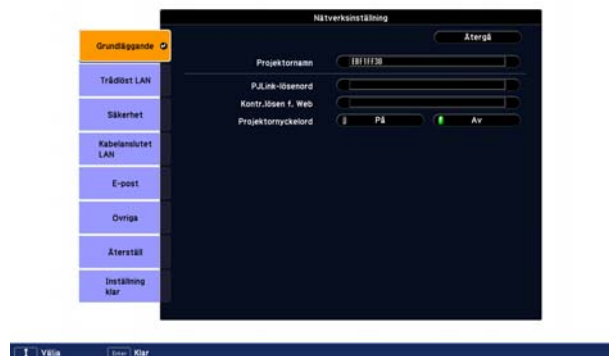 Nätverksinställning
Återgå
Grundläggande
Trådlöst LAN
Säkerhet
Kabelanslutet
LAN
E-post
Övriga
Återställ
Inställning
klar
Projektornamn
PJLink-lösenord
Kontr.lösen f. Web
Projektornyckelord På Av
Välja Enter Klar